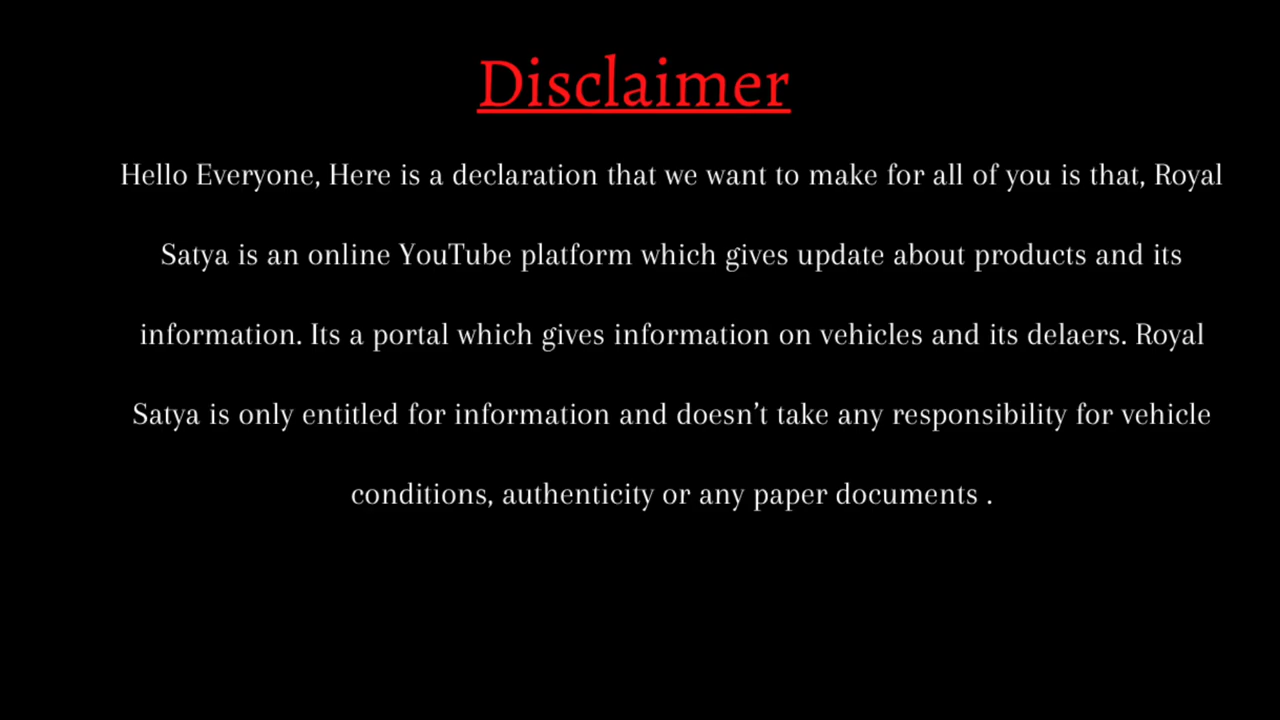 Disclaimer
Hello Everyone, Here is a declaration that we want to make for all of you is that, Royal
Satya is an online YouTube platform which gives update about products and its
information. Its a portal which gives information on vehicles and its delaers. Royal
Satya is only entitled for information and doesn’t take any responsibility for vehicle
conditions, authenticity or any paper documents .